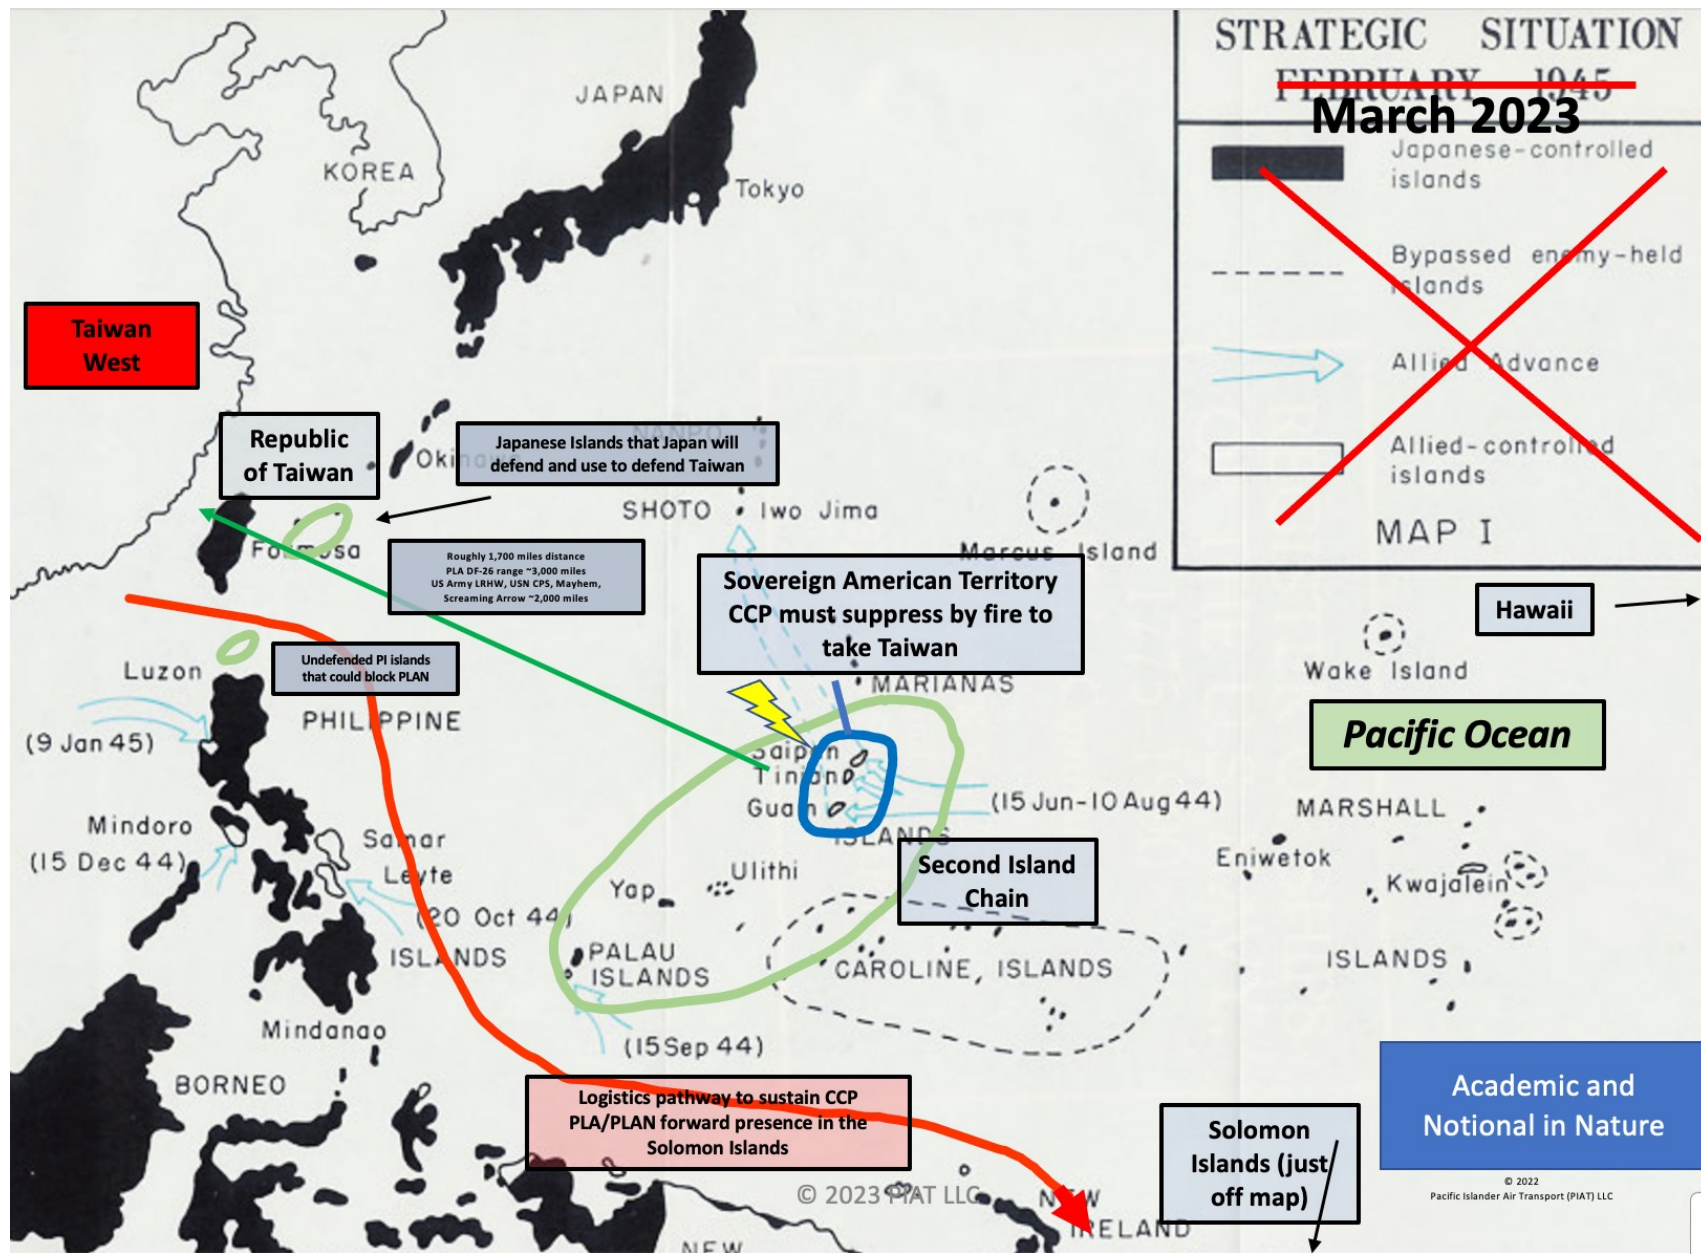 STRATEGIC SITUATION
FEBRUARY 1945
March 2023
Japanese-controlled
islands
Bypassed enemy-held
islands
Allied Advance
Allied-controlled
islands
MAP I
JAPAN
KOREA
Tokyo
Taiwan
West
Republic
of Taiwan
Okinawa
NANPO
Japanese Islands that Japan will
defend and use to defend Taiwan
SHOTO
Iwo Jima
Marcus Island
Formosa
Roughly 1,700 miles distance
PLA DF-26 range ~3,000 miles
US Army LRHW, USN CPS, Mayhem,
Screaming Arrow ~2,000 miles
Sovereign American Territory
CCP must suppress by fire to
take Taiwan
Hawaii
Wake Island
Undefended PI islands
that could block PLAN
Luzon
PHILIPPINE
MARIANAS
Pacific Ocean
(9 Jan 45)
Saipan
Tinian
Guam
(15 Jun-10 Aug 44)
ISLANDS
MARSHALL
Mindoro
(15 Dec 44)
Samar
Leyte
(20 Oct 44)
Second Island
Chain
Eniwetok
Kwajalein
Yap
Ulithi
ISLANDS
PALAU
ISLANDS
CAROLINE, ISLANDS
ISLANDS
Mindanao
(15 Sep 44)
BORNEO
Logistics pathway to sustain CCP
PLA/PLAN forward presence in the
Solomon Islands
Academic and
Notional in Nature
Solomon
Islands (just
off map)
© 2022
Pacific Islander Air Transport (PIAT) LLC
© 2023 PIAT LLC
NEW
IRELAND
NEW